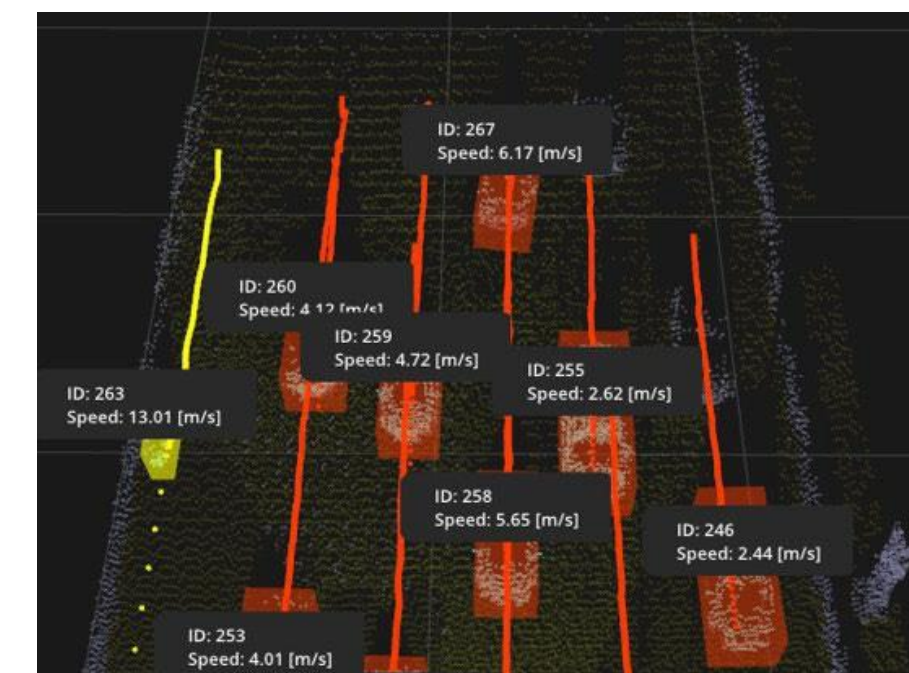 ID: 267
Speed: 6.17 [m/s]
ID: 260
Speed: 4.12 [m/s]
ID: 259
Speed: 4.72 [m/s]
ID: 255
Speed: 2.62 [m/s]
ID: 263
Speed: 13.01 [m/s]
ID: 258
Speed: 5.65 [m/s]
ID: 246
Speed: 2.44 [m/s]
ID: 253
Speed: 4.01 [m/s]